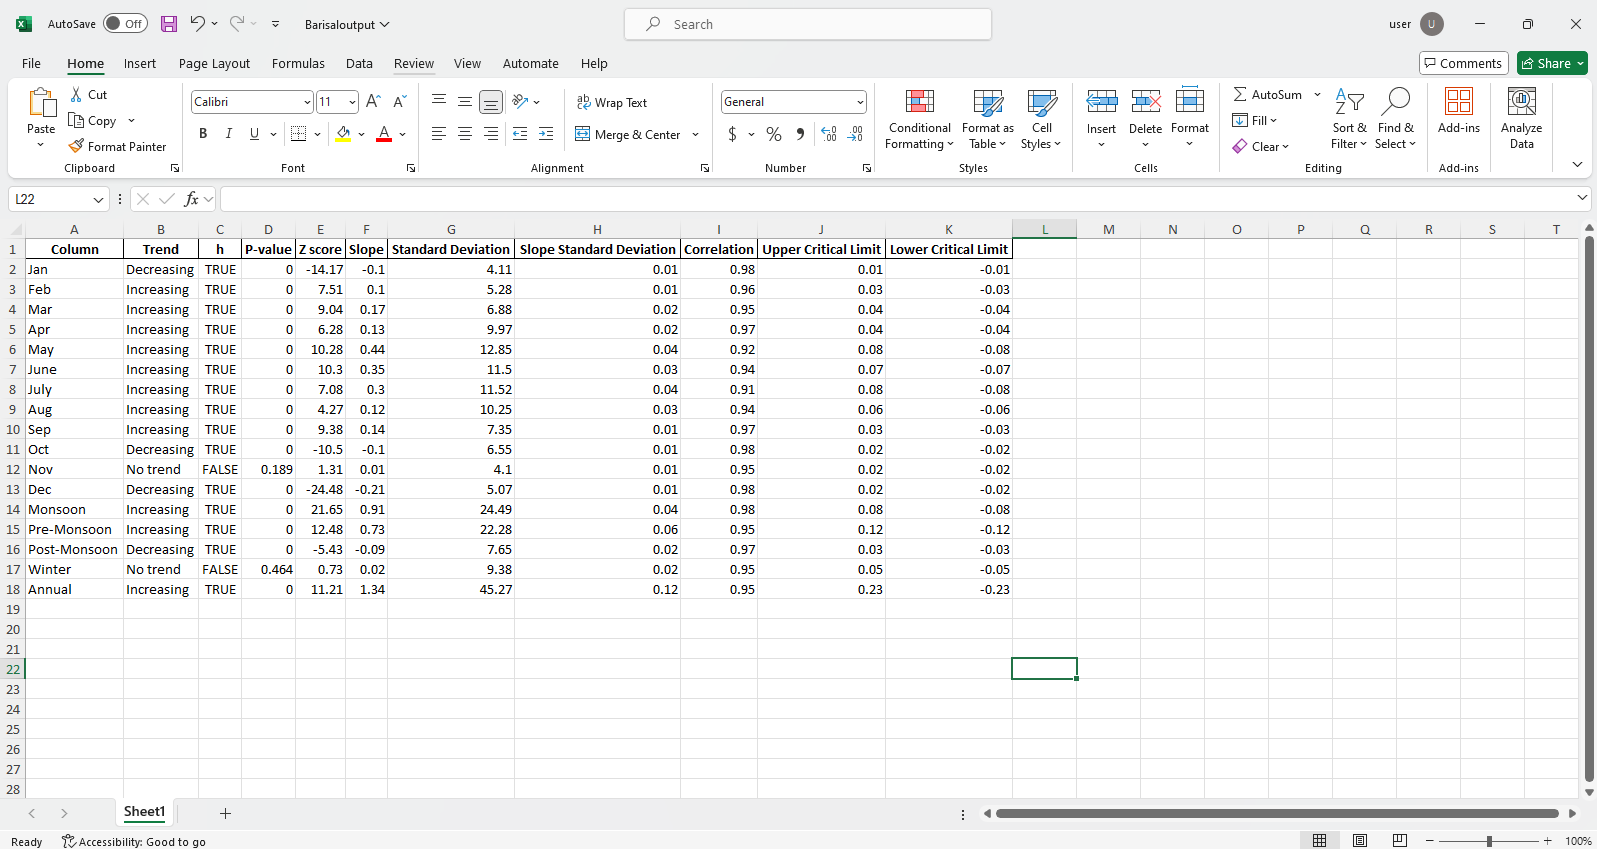 AutoSave Off Barisaloutput Search user U
File Home Insert Page Layout Formulas Data Review View Automate Help Comments Share
Paste Cut Copy Format Painter Clipboard
Calibri 11 A A B I U A Font
Wrap Text Merge & Center Alignment
General $ % Number
Conditional Formatting Format as Table Cell Styles Styles
Insert Delete Format Cells
AutoSum Fill Clear Sort & Filter Find & Select Editing
Add-ins Add-ins
Analyze Data
L22 fx
A B C D E F G H I J K L M N O P Q R S T
1 Column Trend h P-value Z score Slope Standard Deviation Slope Standard Deviation Correlation Upper Critical Limit Lower Critical Limit
2 Jan Decreasing TRUE 0 -14.17 -0.1 4.11 0.01 0.98 0.01 -0.01
3 Feb Increasing TRUE 0 7.51 0.1 5.28 0.01 0.96 0.03 -0.03
4 Mar Increasing TRUE 0 9.04 0.17 6.88 0.02 0.95 0.04 -0.04
5 Apr Increasing TRUE 0 6.28 0.13 9.97 0.02 0.97 0.04 -0.04
6 May Increasing TRUE 0 10.28 0.44 12.85 0.04 0.92 0.08 -0.08
7 June Increasing TRUE 0 10.3 0.35 11.5 0.03 0.94 0.07 -0.07
8 July Increasing TRUE 0 7.08 0.3 11.52 0.04 0.91 0.08 -0.08
9 Aug Increasing TRUE 0 4.27 0.12 10.25 0.03 0.94 0.06 -0.06
10 Sep Increasing TRUE 0 9.38 0.14 7.35 0.01 0.97 0.03 -0.03
11 Oct Decreasing TRUE 0 -10.5 -0.1 6.55 0.01 0.98 0.02 -0.02
12 Nov No trend FALSE 0.189 1.31 0.01 4.1 0.01 0.95 0.02 -0.02
13 Dec Decreasing TRUE 0 -24.48 -0.21 5.07 0.01 0.98 0.02 -0.02
14 Monsoon Increasing TRUE 0 21.65 0.91 24.49 0.04 0.98 0.08 -0.08
15 Pre-Monsoon Increasing TRUE 0 12.48 0.73 22.28 0.06 0.95 0.12 -0.12
16 Post-Monsoon Decreasing TRUE 0 -5.43 -0.09 7.65 0.02 0.97 0.03 -0.03
17 Winter No trend FALSE 0.464 0.73 0.02 9.38 0.02 0.95 0.05 -0.05
18 Annual Increasing TRUE 0 11.21 1.34 45.27 0.12 0.95 0.23 -0.23
19
20
21
22
23
24
25
26
27
28
Sheet1
Ready Accessibility: Good to go 100%